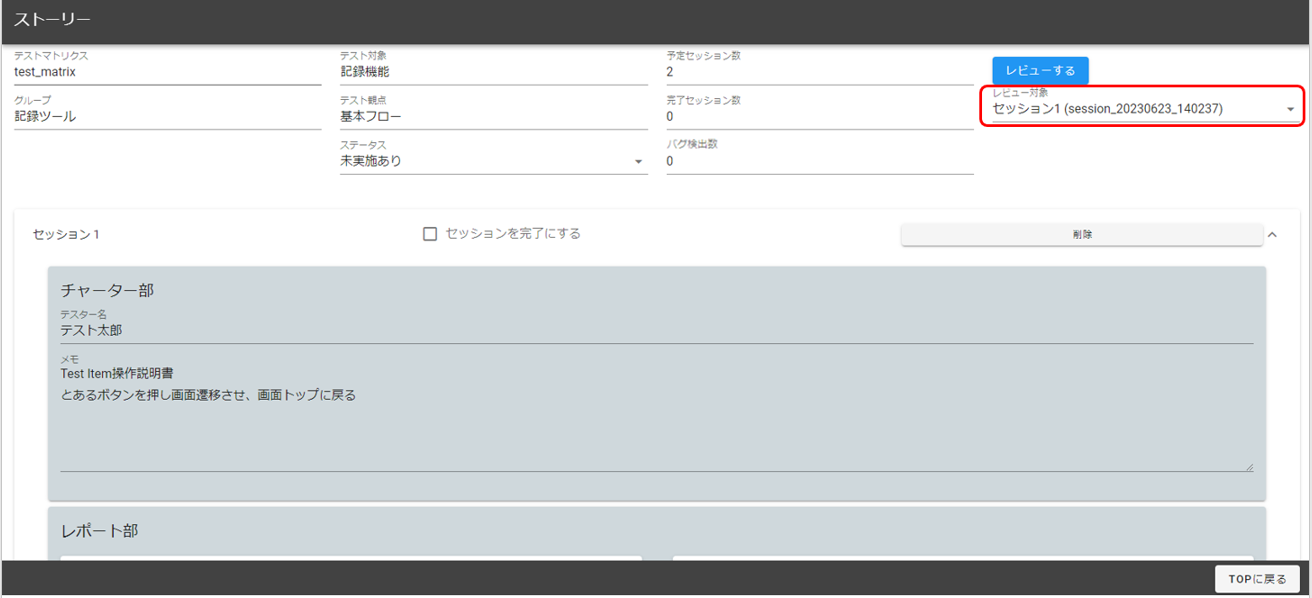 ストーリー
テストマトリクス
test_matrix
テスト対象
記録機能
予定セッション数
2
レビューする
グループ
記録ツール
テスト観点
基本フロー
完了セッション数
0
レビュー対象
セッション1 (session_20230623_140237)
ステータス
未実施あり
バグ検出数
0
セッション 1
セッションを完了にする
削除
チャーター部
テスター名
テスト太郎
メモ
Test Item操作説明書
とあるボタンを押し画面遷移させ、画面トップに戻る
レポート部
TOPに戻る